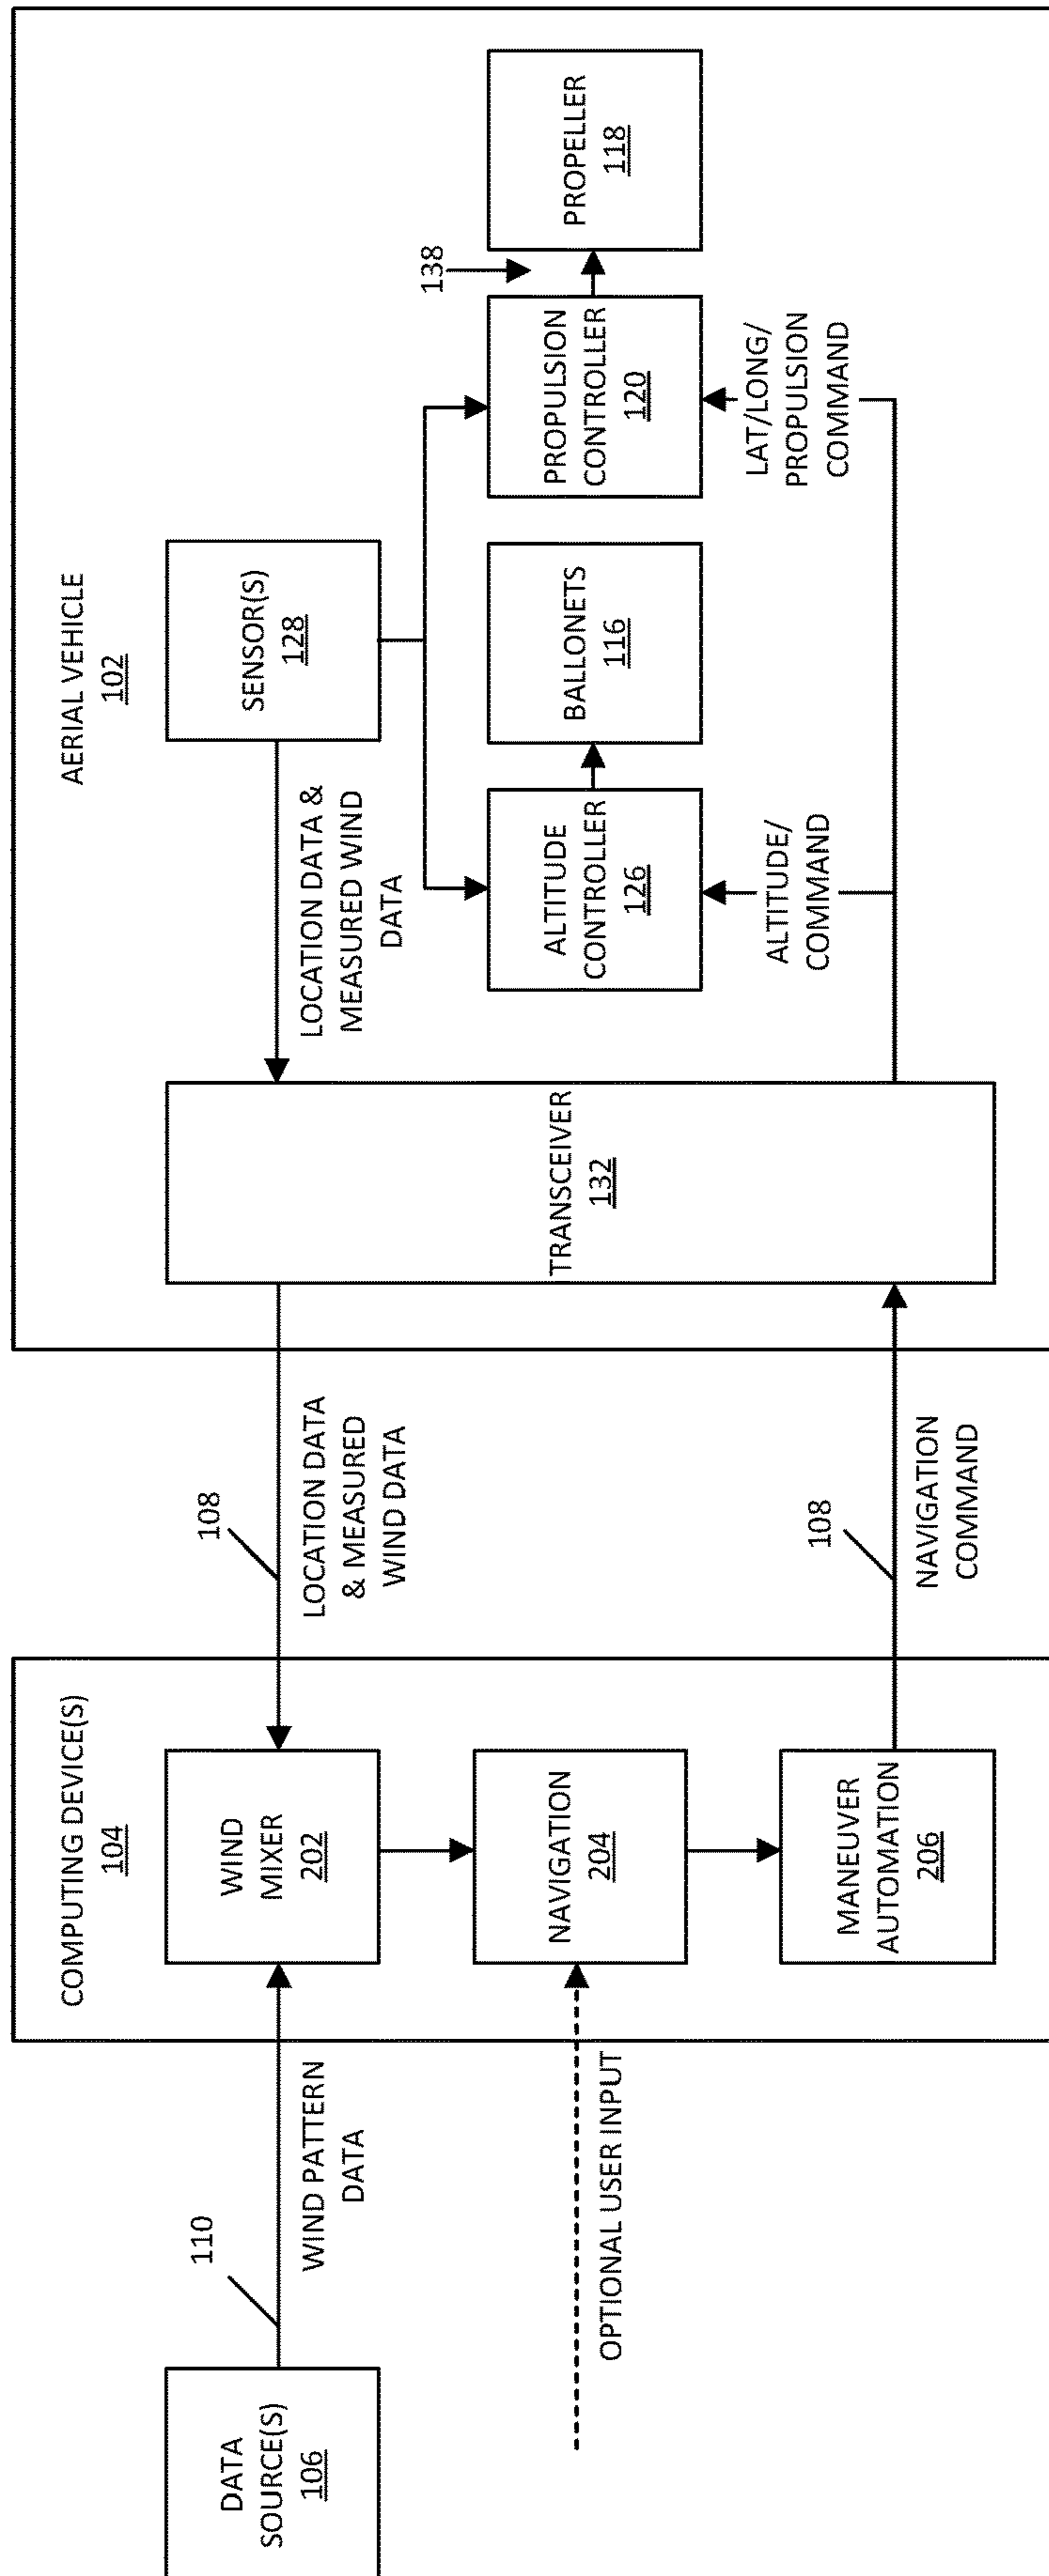 DATA
SOURCE(S)
106
110
WIND PATTERN
DATA
OPTIONAL USER INPUT
COMPUTING DEVICE(S)
104
WIND
MIXER
202
NAVIGATION
204
MANEUVER
AUTOMATION
206
108
LOCATION DATA
& MEASURED
WIND DATA
108
NAVIGATION
COMMAND
AERIAL VEHICLE
102
TRANSCEIVER
132
LOCATION DATA &
MEASURED WIND
DATA
SENSOR(S)
128
ALTITUDE
CONTROLLER
126
BALLONETS
116
PROPULSION
CONTROLLER
120
138
PROPELLER
118
ALTITUDE/
COMMAND
LAT/LONG/
PROPULSION
COMMAND